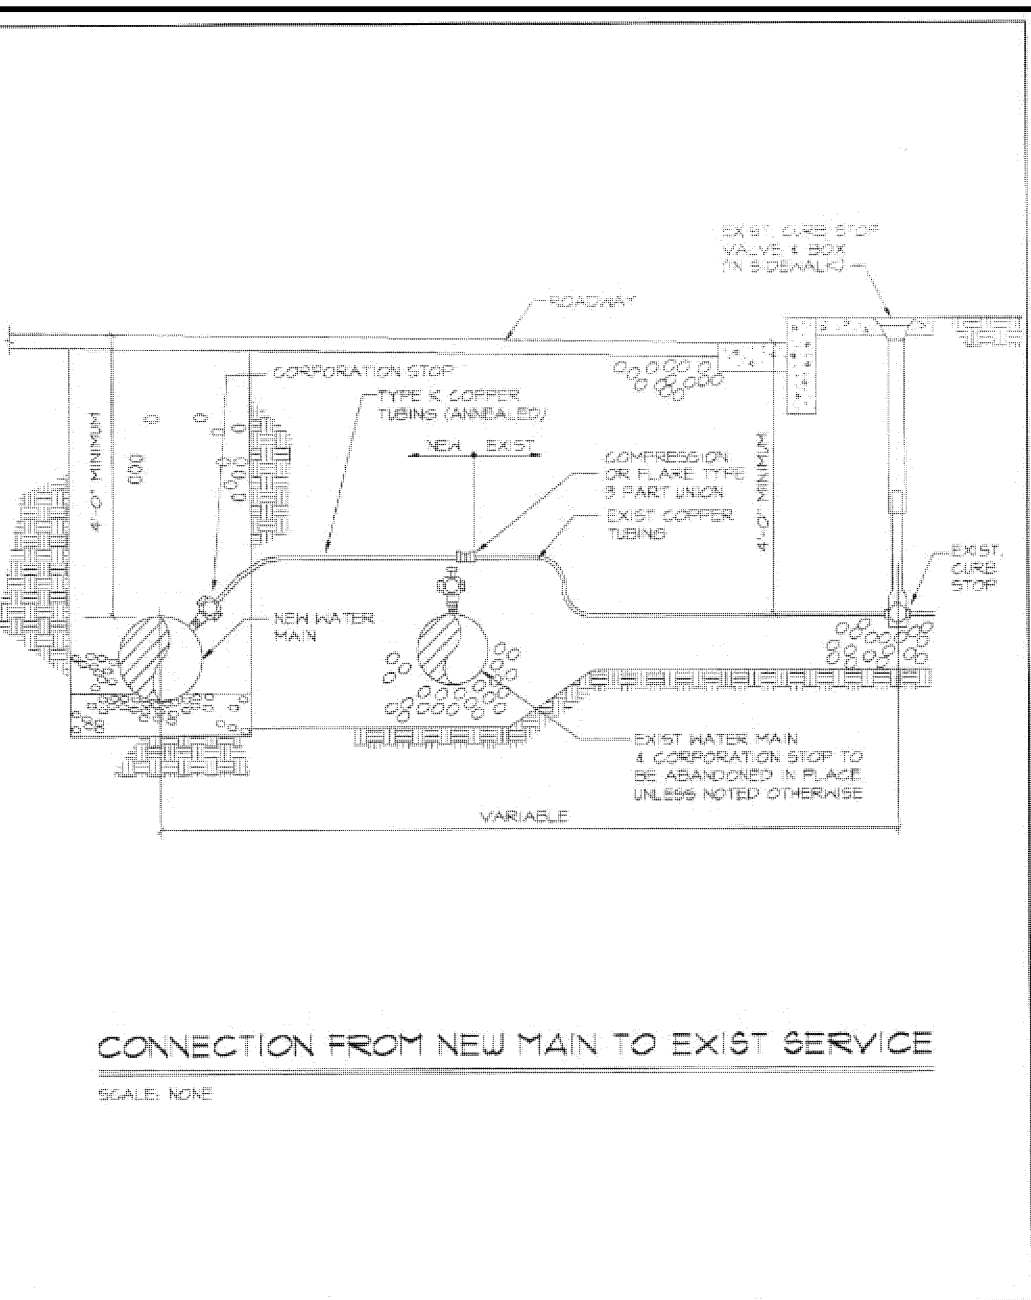 EXIST. CURB STOP
VALVE & BOX
(IN SIDEWALK)
ROADWAY
CORPORATION STOP
TYPE K COPPER
TUBING (ANNEALED)
NEW EXIST
COMPRESSION
OR FLARE TYPE
3 PART UNION
EXIST COPPER
TUBING
4'-0" MINIMUM
4'-0" MINIMUM
EXIST.
CURB
STOP
NEW WATER
MAIN
EXIST WATER MAIN
& CORPORATION STOP TO
BE ABANDONED IN PLACE
UNLESS NOTED OTHERWISE
VARIABLE
CONNECTION FROM NEW MAIN TO EXIST SERVICE
SCALE: NONE